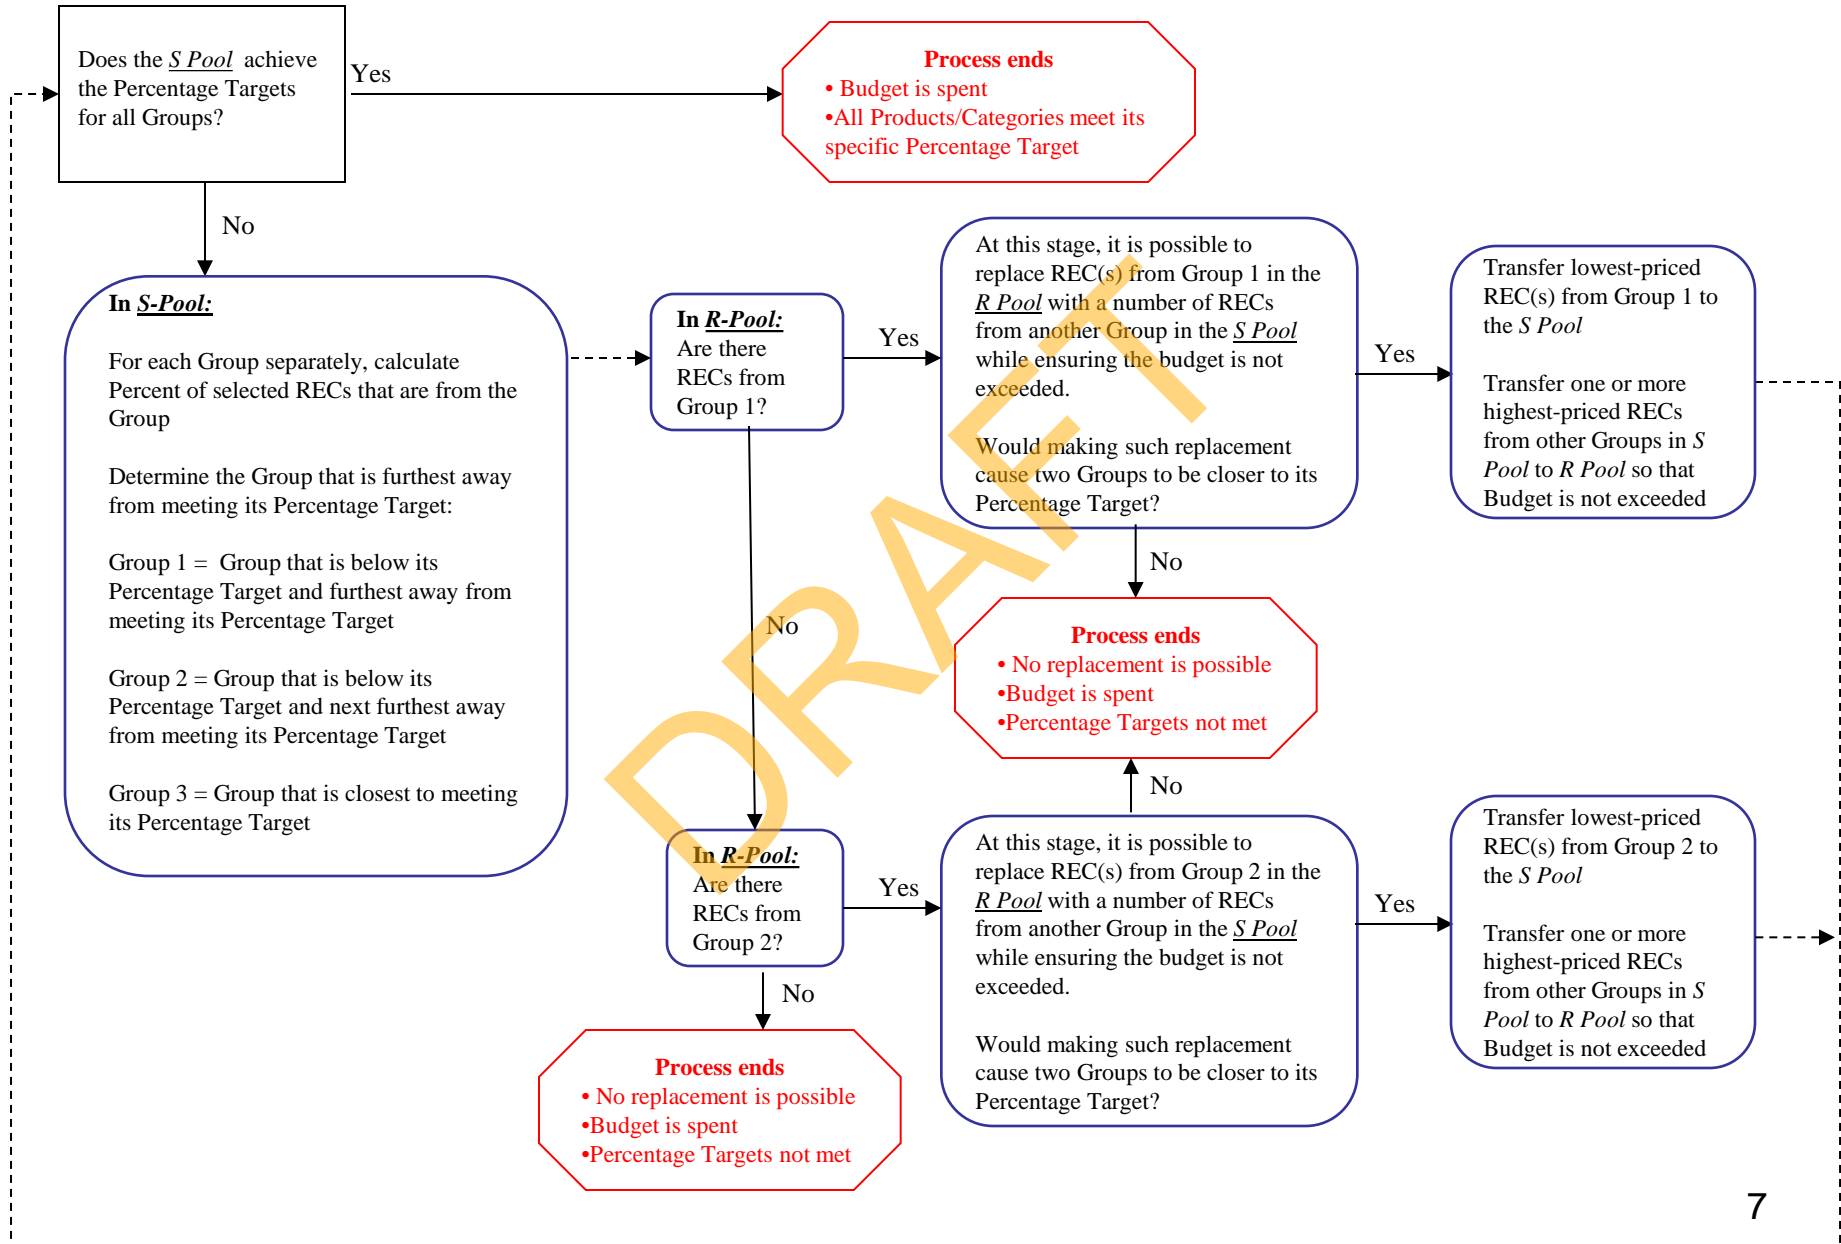 Does the S Pool achieve
the Percentage Targets
for all Groups?
Yes
Process ends
• Budget is spent
•All Products/Categories meet its
specific Percentage Target
No
In S-Pool:
For each Group separately, calculate
Percent of selected RECs that are from the
Group
Determine the Group that is furthest away
from meeting its Percentage Target:
Group 1 = Group that is below its
Percentage Target and furthest away from
meeting its Percentage Target
Group 2 = Group that is below its
Percentage Target and next furthest away
from meeting its Percentage Target
Group 3 = Group that is closest to meeting
its Percentage Target
In R-Pool:
Are there
RECs from
Group 1?
Yes
At this stage, it is possible to
replace REC(s) from Group 1 in the
R Pool with a number of RECs
from another Group in the S Pool
while ensuring the budget is not
exceeded.
Would making such replacement
cause two Groups to be closer to its
Percentage Target?
Yes
Transfer lowest-priced
REC(s) from Group 1 to
the S Pool
Transfer one or more
highest-priced RECs
from other Groups in S
Pool to R Pool so that
Budget is not exceeded
No
No
Process ends
• No replacement is possible
•Budget is spent
•Percentage Targets not met
No
In R-Pool:
Are there
RECs from
Group 2?
Yes
At this stage, it is possible to
replace REC(s) from Group 2 in the
R Pool with a number of RECs
from another Group in the S Pool
while ensuring the budget is not
exceeded.
Would making such replacement
cause two Groups to be closer to its
Percentage Target?
Yes
Transfer lowest-priced
REC(s) from Group 2 to
the S Pool
Transfer one or more
highest-priced RECs
from other Groups in S
Pool to R Pool so that
Budget is not exceeded
No
Process ends
• No replacement is possible
•Budget is spent
•Percentage Targets not met
DRAFT
7